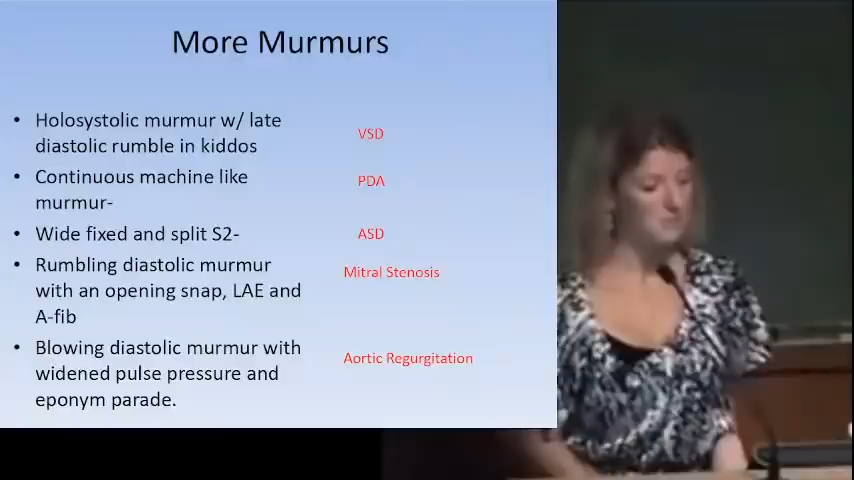 More Murmurs
• Holosystolic murmur w/ late
diastolic rumble in kiddos
VSD
• Continuous machine like
murmur-
PDA
• Wide fixed and split S2-
ASD
• Rumbling diastolic murmur
with an opening snap, LAE and
A-fib
Mitral Stenosis
• Blowing diastolic murmur with
widened pulse pressure and
eponym parade.
Aortic Regurgitation